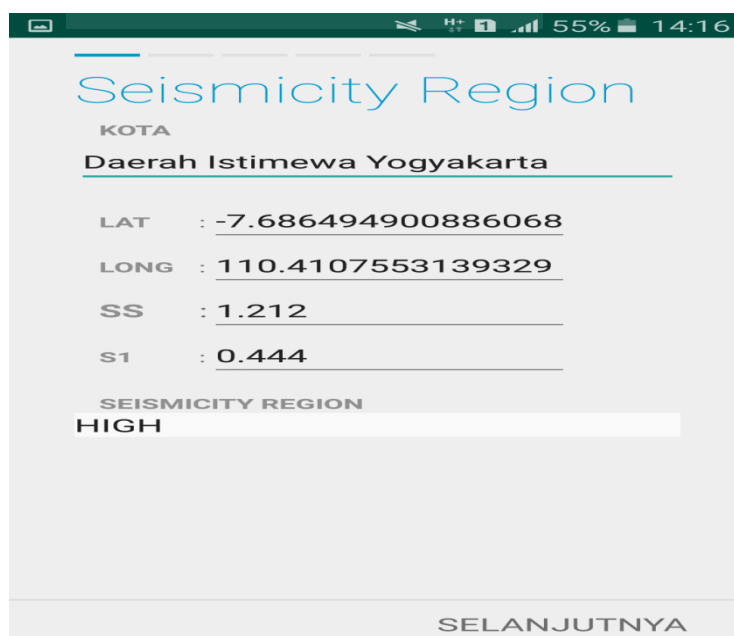 H+ 1 55% 14:16
Seismicity Region
KOTA
Daerah Istimewa Yogyakarta
LAT : -7.686494900886068
LONG : 110.4107553139329
SS : 1.212
S1 : 0.444
SEISMICITY REGION
HIGH
SELANJUTNYA